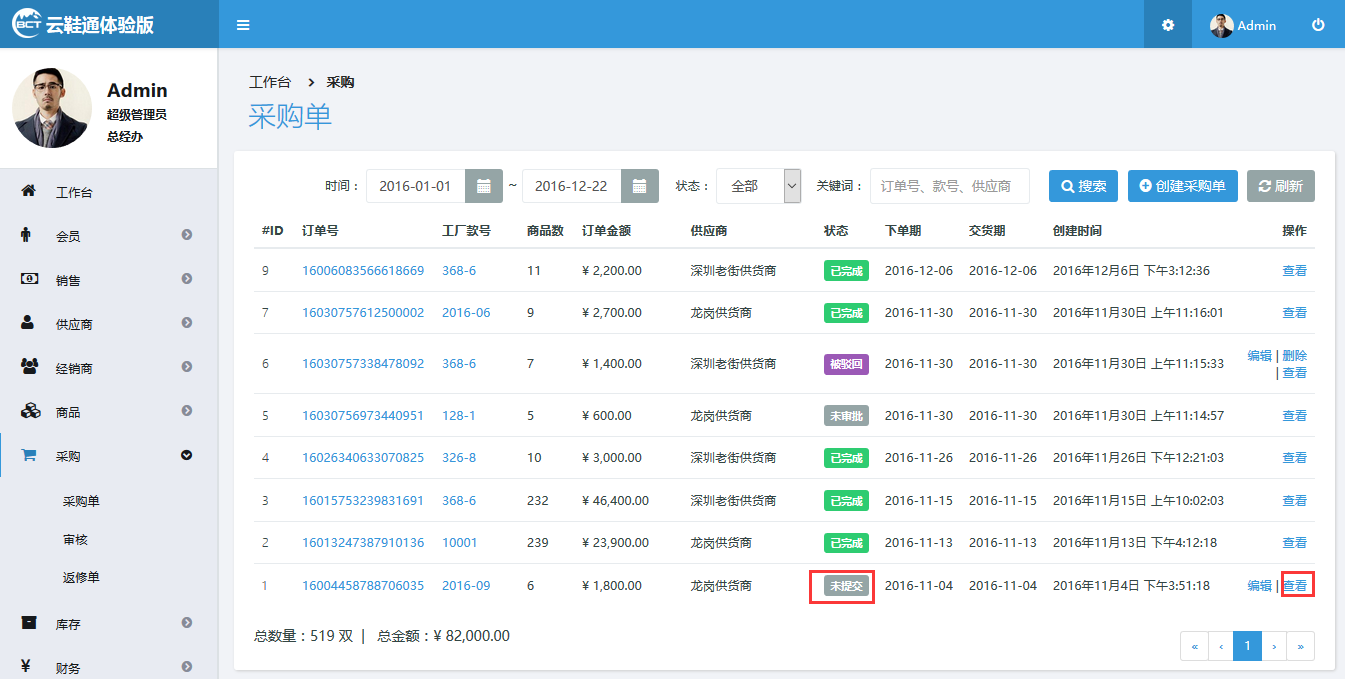 BCT 云鞋通体验版
Admin
Admin
超级管理员
总经办
工作台
会员
销售
供应商
经销商
商品
采购
采购单
审核
返修单
库存
财务
工作台 > 采购
采购单
时间： 2016-01-01 ~ 2016-12-22 状态： 全部 关键词： 订单号、款号、供应商 搜索 创建采购单 刷新
#ID 订单号 工厂款号 商品数 订单金额 供应商 状态 下单期 交货期 创建时间 操作
9 16006083566618669 368-6 11 ¥ 2,200.00 深圳老街供货商 已完成 2016-12-06 2016-12-06 2016年12月6日 下午3:12:36 查看
7 16030757612500002 2016-06 9 ¥ 2,700.00 龙岗供货商 已完成 2016-11-30 2016-11-30 2016年11月30日 上午11:16:01 查看
6 16030757338478092 368-6 7 ¥ 1,400.00 深圳老街供货商 被驳回 2016-11-30 2016-11-30 2016年11月30日 上午11:15:33 编辑 | 删除
| 查看
5 16030756973440951 128-1 5 ¥ 600.00 龙岗供货商 未审批 2016-11-30 2016-11-30 2016年11月30日 上午11:14:57 查看
4 16026340633070825 326-8 10 ¥ 3,000.00 深圳老街供货商 已完成 2016-11-26 2016-11-26 2016年11月26日 下午12:21:03 查看
3 16015753239831691 368-6 232 ¥ 46,400.00 深圳老街供货商 已完成 2016-11-15 2016-11-15 2016年11月15日 上午10:02:03 查看
2 16013247387910136 10001 239 ¥ 23,900.00 龙岗供货商 已完成 2016-11-13 2016-11-13 2016年11月13日 下午4:12:18 查看
1 16004458788706035 2016-09 6 ¥ 1,800.00 龙岗供货商 未提交 2016-11-04 2016-11-04 2016年11月4日 下午3:51:18 编辑 | 查看
总数量：519 双 | 总金额：¥ 82,000.00
« ‹ 1 › »